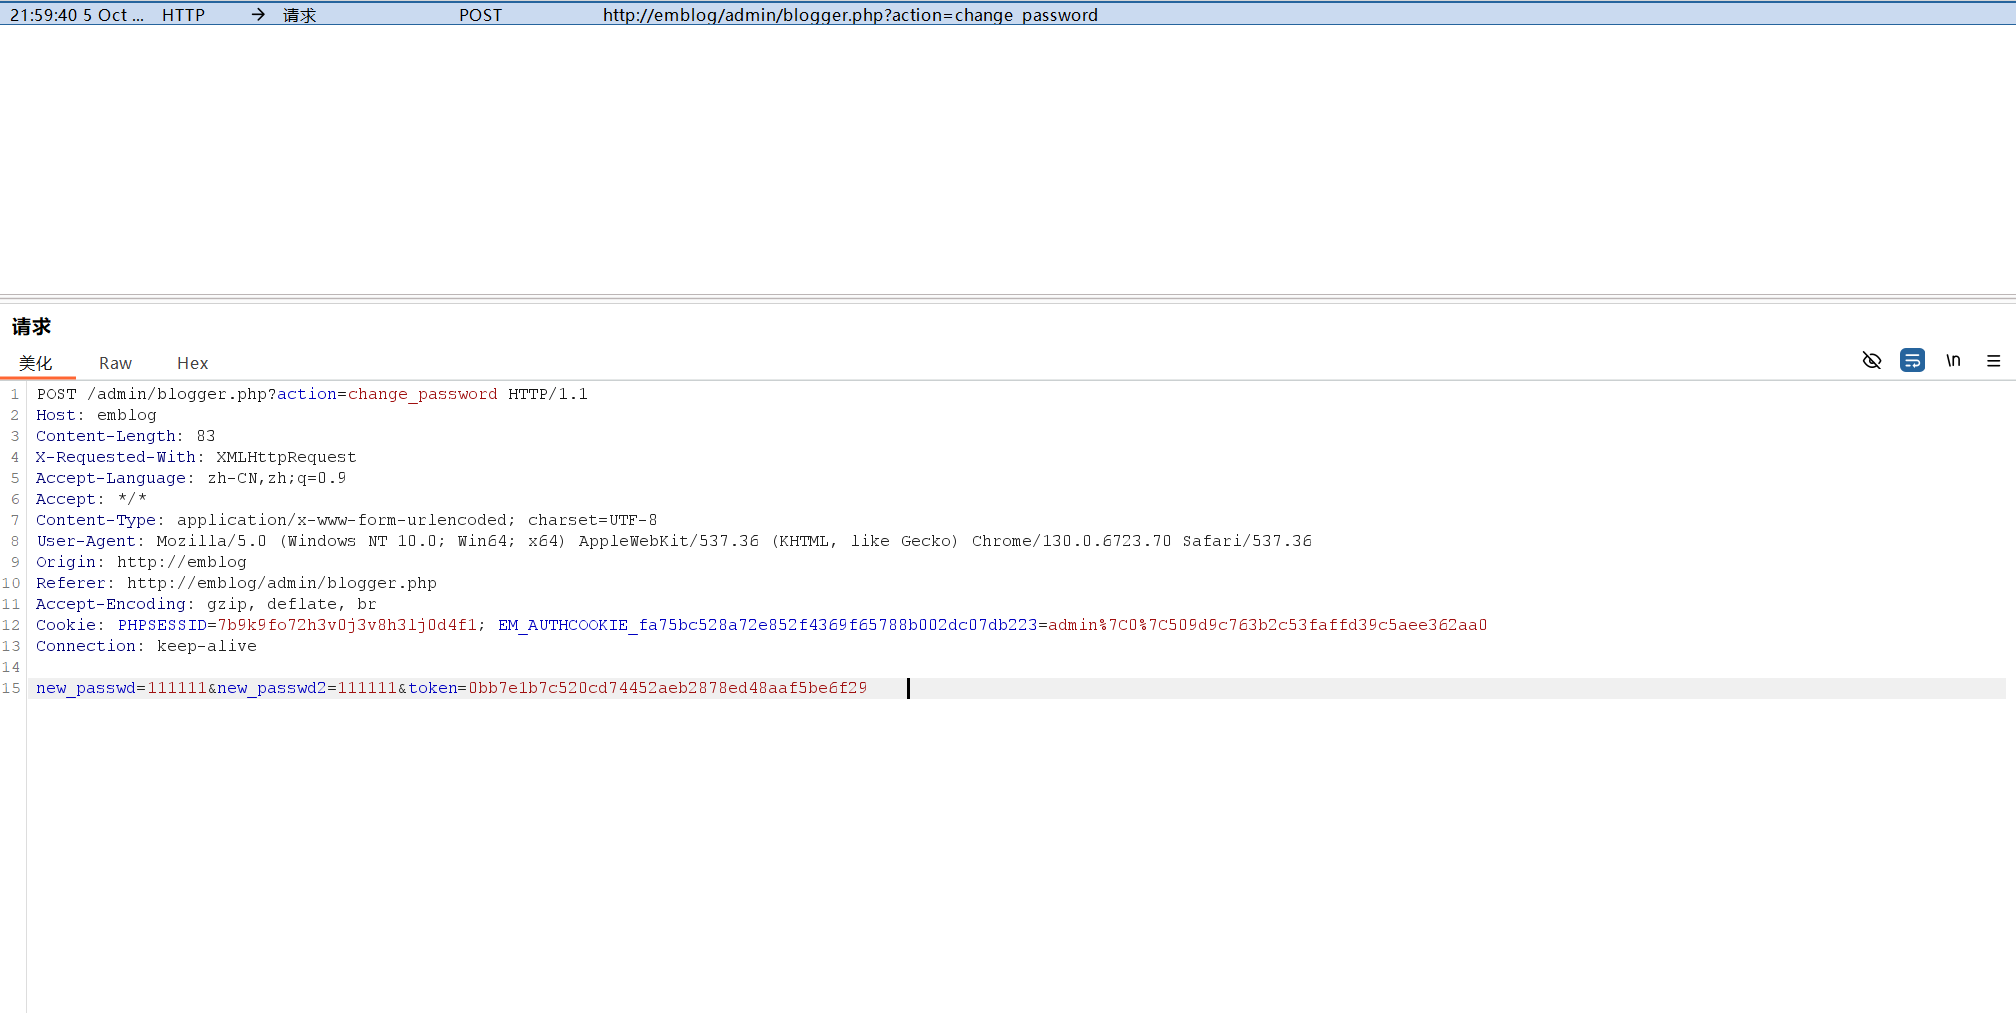 21:59:40 5 Oct ... HTTP → 请求 POST http://emblog/admin/blogger.php?action=change_password
请求
美化 Raw Hex
\n
1 POST /admin/blogger.php?action=change_password HTTP/1.1
2 Host: emblog
3 Content-Length: 83
4 X-Requested-With: XMLHttpRequest
5 Accept-Language: zh-CN,zh;q=0.9
6 Accept: */*
7 Content-Type: application/x-www-form-urlencoded; charset=UTF-8
8 User-Agent: Mozilla/5.0 (Windows NT 10.0; Win64; x64) AppleWebKit/537.36 (KHTML, like Gecko) Chrome/130.0.6723.70 Safari/537.36
9 Origin: http://emblog
10 Referer: http://emblog/admin/blogger.php
11 Accept-Encoding: gzip, deflate, br
12 Cookie: PHPSESSID=7b9k9fo72h3v0j3v8h3lj0d4f1; EM_AUTHCOOKIE_fa75bc528a72e852f4369f65788b002dc07db223=admin%7C0%7C509d9c763b2c53faffd39c5aee362aa0
13 Connection: keep-alive
14
15 new_passwd=111111&new_passwd2=111111&token=0bb7e1b7c520cd74452aeb2878ed48aaf5be6f29